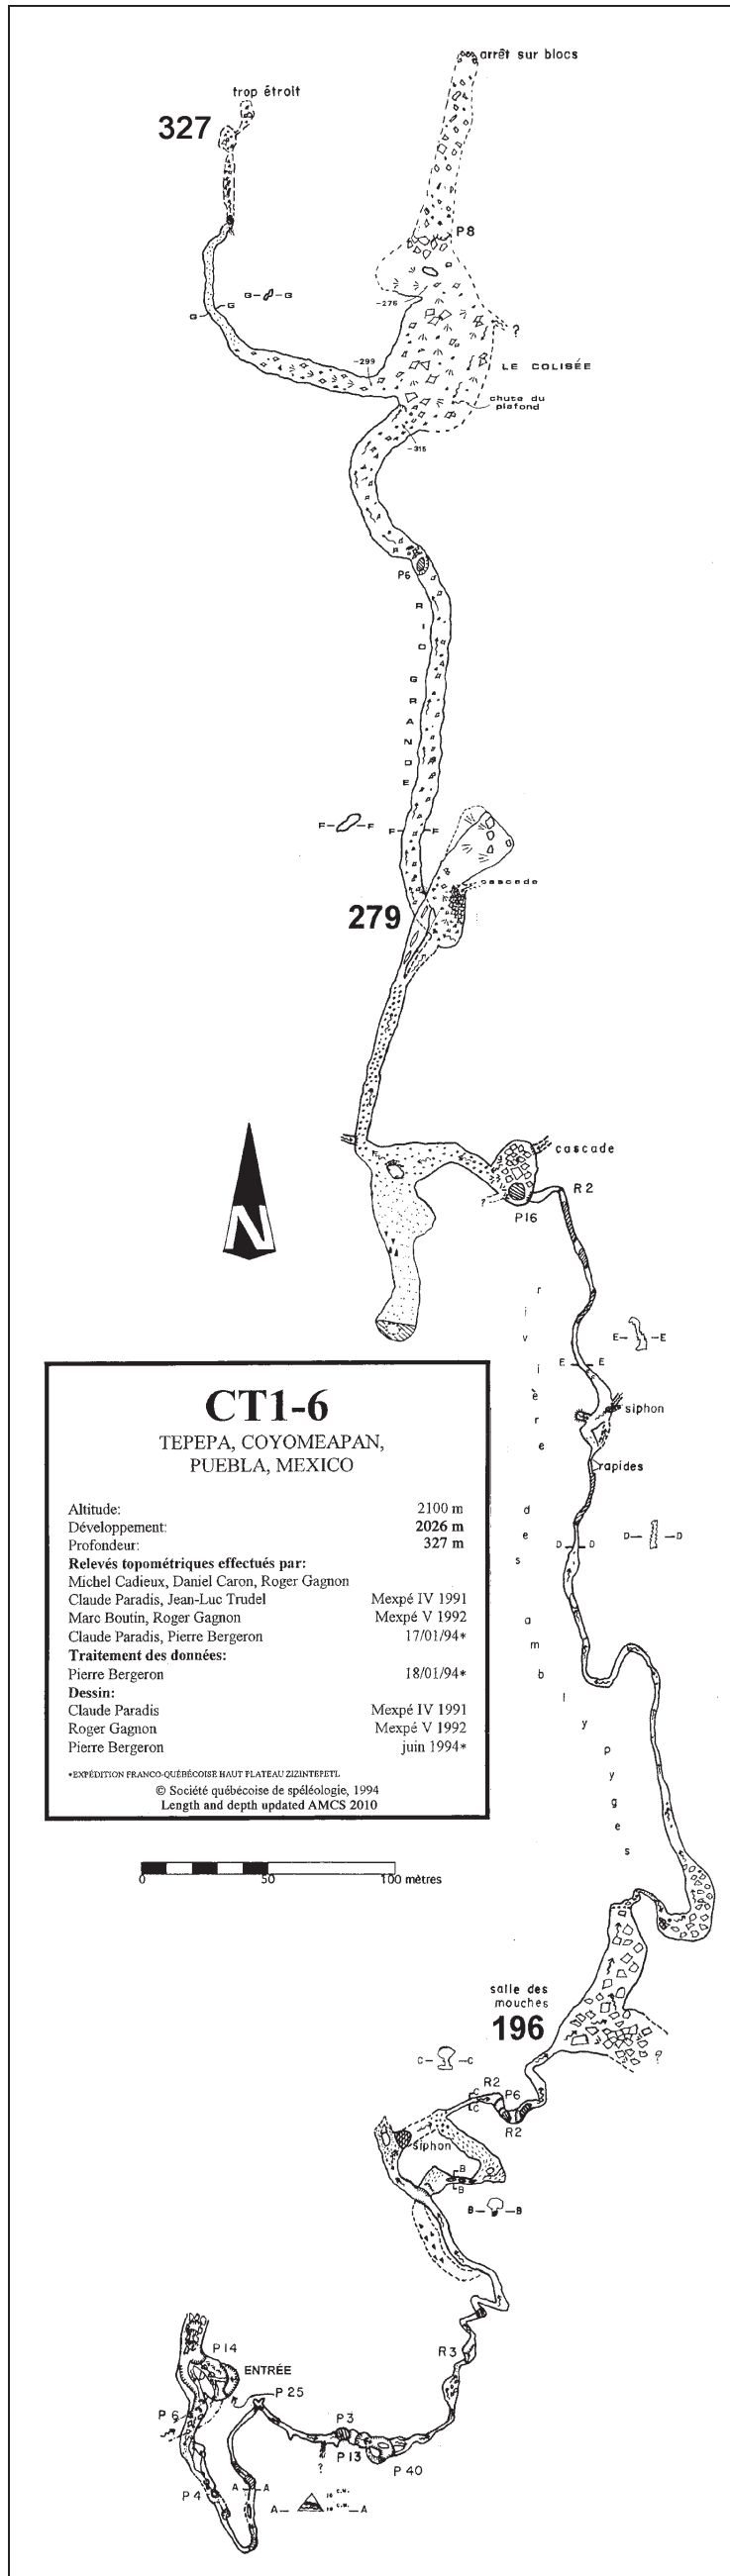 arrêt sur blocs
trop étroit
327
P8
G-G
-276
G G
?
-299
LE COLISÉE
chute du
plafond
-315
P6
RIO GRANDE
F-F
F F
cascade
279
cascade
R2
?
P16
N
E-E
E E
siphon
rapides
D-D
D D
rivière des amblypyges
CT1-6
TEPEPA, COYOMEAPAN,
PUEBLA, MEXICO
Altitude: 2100 m
Développement: 2026 m
Profondeur: 327 m
Relevés topométriques effectués par:
Michel Cadieux, Daniel Caron, Roger Gagnon
Claude Paradis, Jean-Luc Trudel Mexpé IV 1991
Marc Boutin, Roger Gagnon Mexpé V 1992
Claude Paradis, Pierre Bergeron 17/01/94*
Traitement des données:
Pierre Bergeron 18/01/94*
Dessin:
Claude Paradis Mexpé IV 1991
Roger Gagnon Mexpé V 1992
Pierre Bergeron juin 1994*
*EXPÉDITION FRANCO-QUÉBÉCOISE HAUT PLATEAU ZIZINTEPETL
© Société québecoise de spéléologie, 1994
Length and depth updated AMCS 2010
0 50 100 mètres
salle des
mouches
196
?
C-C
R2
C
C
P6
R2
siphon
B
B
B-B
R3
P14
ENTRÉE
P25
P6
P3
P13
?
P40
P4
A A
A-A
10 C.M.
10 C.M.